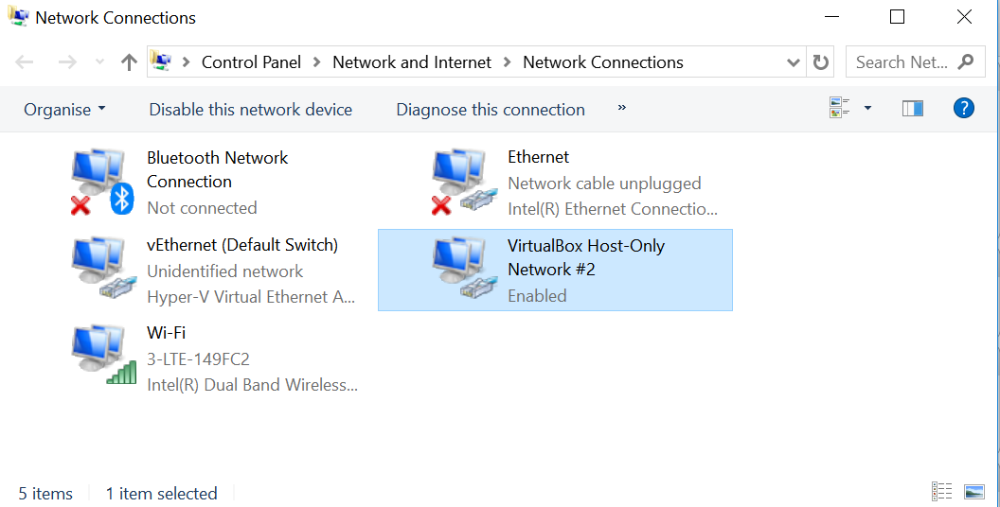 Network Connections
Control Panel > Network and Internet > Network Connections
Search Net...
Organise
Disable this network device
Diagnose this connection
»
?
Bluetooth Network
Connection
Not connected
Ethernet
Network cable unplugged
Intel(R) Ethernet Connectio...
vEthernet (Default Switch)
Unidentified network
Hyper-V Virtual Ethernet A...
VirtualBox Host-Only
Network #2
Enabled
Wi-Fi
3-LTE-149FC2
Intel(R) Dual Band Wireless...
5 items
1 item selected